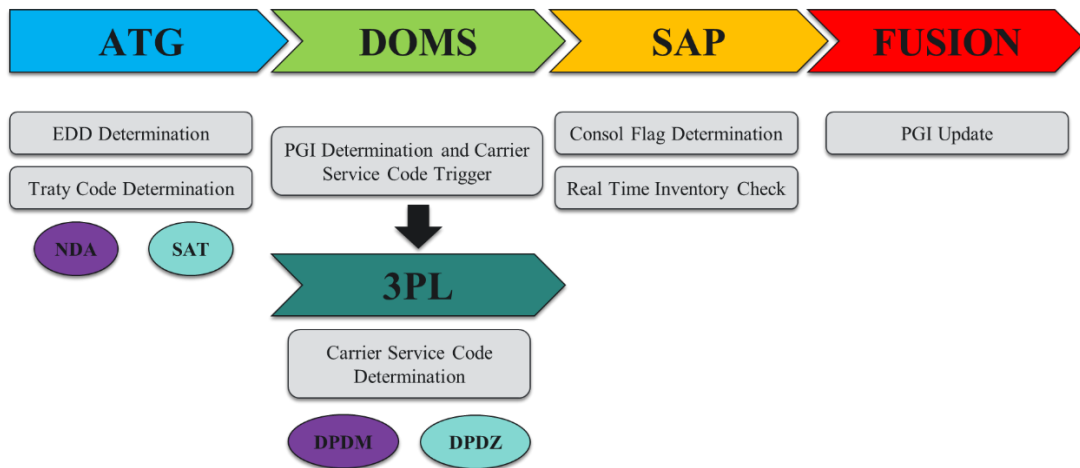 ATG
DOMS
SAP
FUSION
EDD Determination
Traty Code Determination
NDA
SAT
PGI Determination and Carrier
Service Code Trigger
3PL
Carrier Service Code
Determination
DPDM
DPDZ
Consol Flag Determination
Real Time Inventory Check
PGI Update